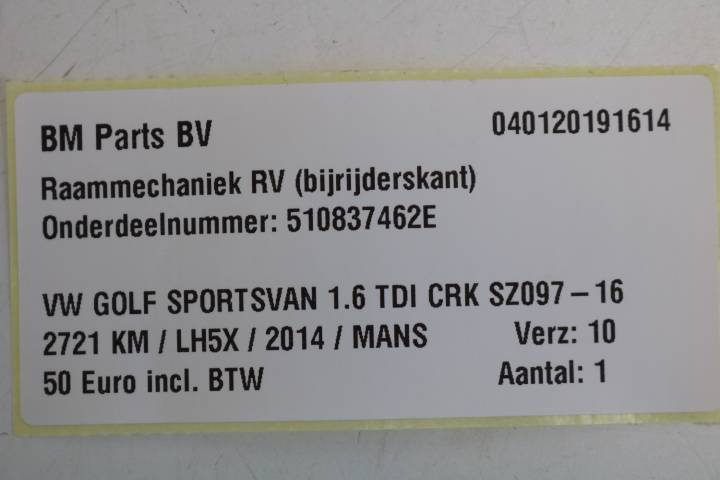 BM Parts BV 040120191614
Raammechaniek RV (bijrijderskant)
Onderdeelnummer: 510837462E
VW GOLF SPORTSVAN 1.6 TDI CRK SZ097-16
2721 KM / LH5X / 2014 / MANS Verz: 10
50 Euro incl. BTW Aantal: 1